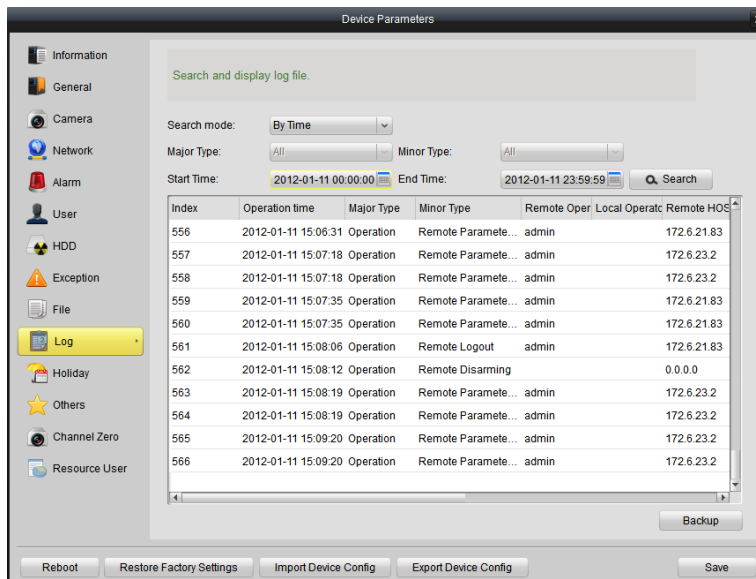 Device Parameters
Information
General
Camera
Network
Alarm
User
HDD
Exception
File
Log
Holiday
Others
Channel Zero
Resource User
Search and display log file.
Search mode: By Time
Major Type: All Minor Type: All
Start Time: 2012-01-11 00:00:00 End Time: 2012-01-11 23:59:59 Search
Index Operation time Major Type Minor Type Remote Oper Local Operato Remote HOS
556 2012-01-11 15:06:31 Operation Remote Paramete... admin 172.6.21.83
557 2012-01-11 15:07:18 Operation Remote Paramete... admin 172.6.23.2
558 2012-01-11 15:07:18 Operation Remote Paramete... admin 172.6.23.2
559 2012-01-11 15:07:35 Operation Remote Paramete... admin 172.6.21.83
560 2012-01-11 15:07:35 Operation Remote Paramete... admin 172.6.21.83
561 2012-01-11 15:08:06 Operation Remote Logout admin 172.6.21.83
562 2012-01-11 15:08:12 Operation Remote Disarming 0.0.0.0
563 2012-01-11 15:08:19 Operation Remote Paramete... admin 172.6.23.2
564 2012-01-11 15:08:19 Operation Remote Paramete... admin 172.6.23.2
565 2012-01-11 15:09:20 Operation Remote Paramete... admin 172.6.23.2
566 2012-01-11 15:09:20 Operation Remote Paramete... admin 172.6.23.2
Backup
Reboot Restore Factory Settings Import Device Config Export Device Config Save